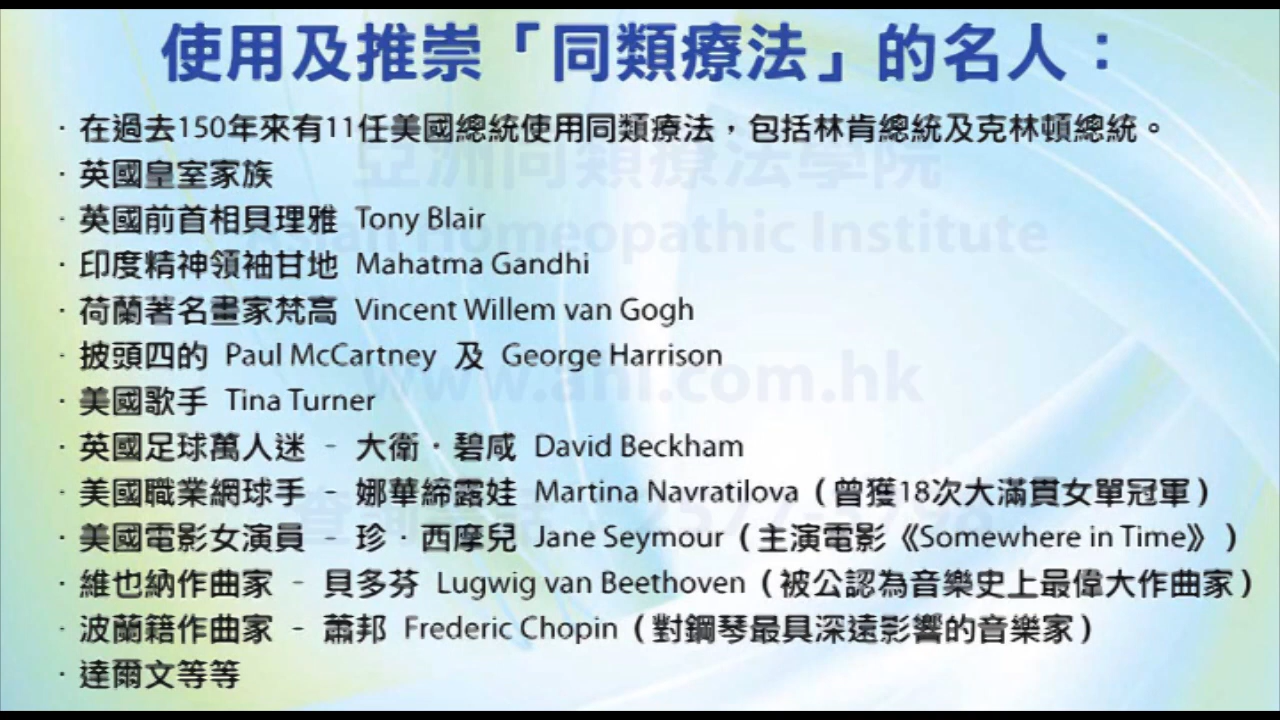 使用及推崇「同類療法」的名人：
· 在過去150年來有11任美國總統使用同類療法，包括林肯總統及克林頓總統。
亞洲同類療法學院
· 英國皇室家族
· 英國前首相貝理雅 Tony Blair
Asian Homeopathic Institute
· 印度精神領袖甘地 Mahatma Gandhi
· 荷蘭著名畫家梵高 Vincent Willem van Gogh
· 披頭四的 Paul McCartney 及 George Harrison
www.ahi.com.hk
· 美國歌手 Tina Turner
· 英國足球萬人迷 - 大衛·碧咸 David Beckham
· 美國職業網球手 - 娜華締露娃 Martina Navratilova（曾獲18次大滿貫女單冠軍）
· 美國電影女演員 - 珍·西摩兒 Jane Seymour（主演電影《Somewhere in Time》）
· 維也納作曲家 - 貝多芬 Lugwig van Beethoven（被公認為音樂史上最偉大作曲家）
· 波蘭籍作曲家 - 蕭邦 Frederic Chopin（對鋼琴最具深遠影響的音樂家）
· 達爾文等等